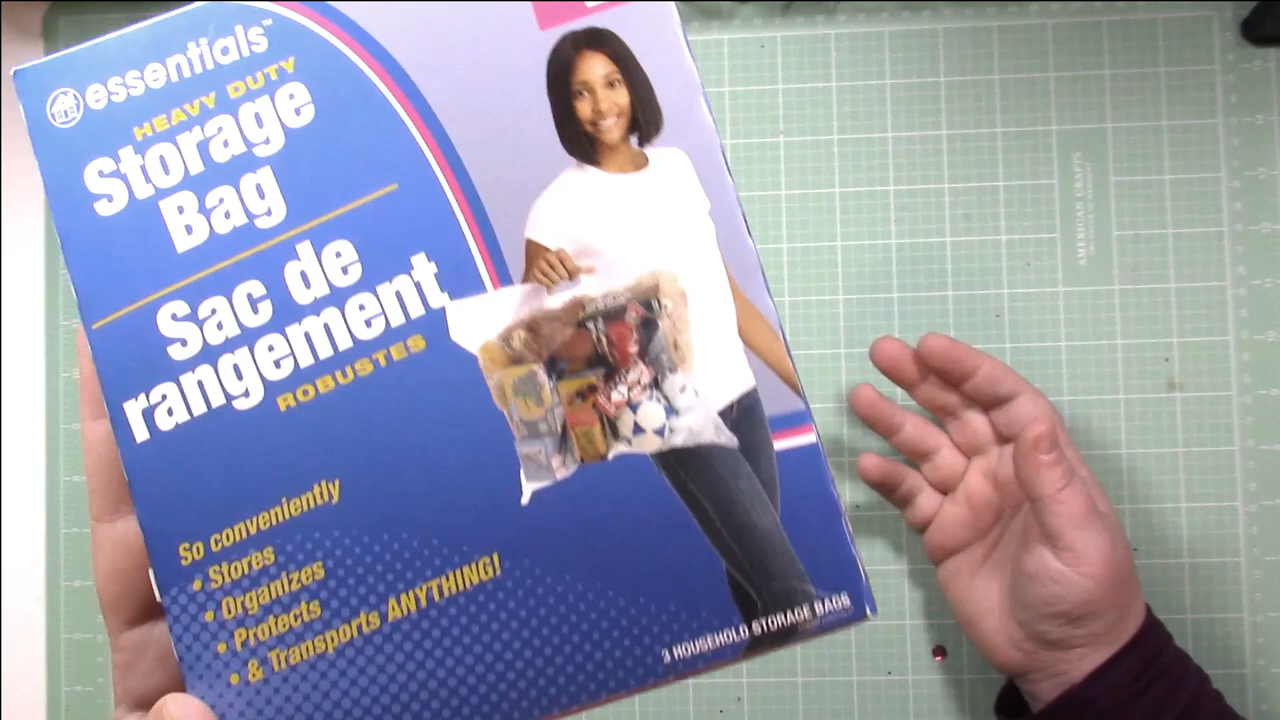 essentials™
HEAVY DUTY
Storage
Bag
Sac de
rangement
ROBUSTES
So conveniently
• Stores
• Organizes
• Protects
• & Transports ANYTHING!
3 HOUSEHOLD STORAGE BAGS
AMERICAN CRAFTS